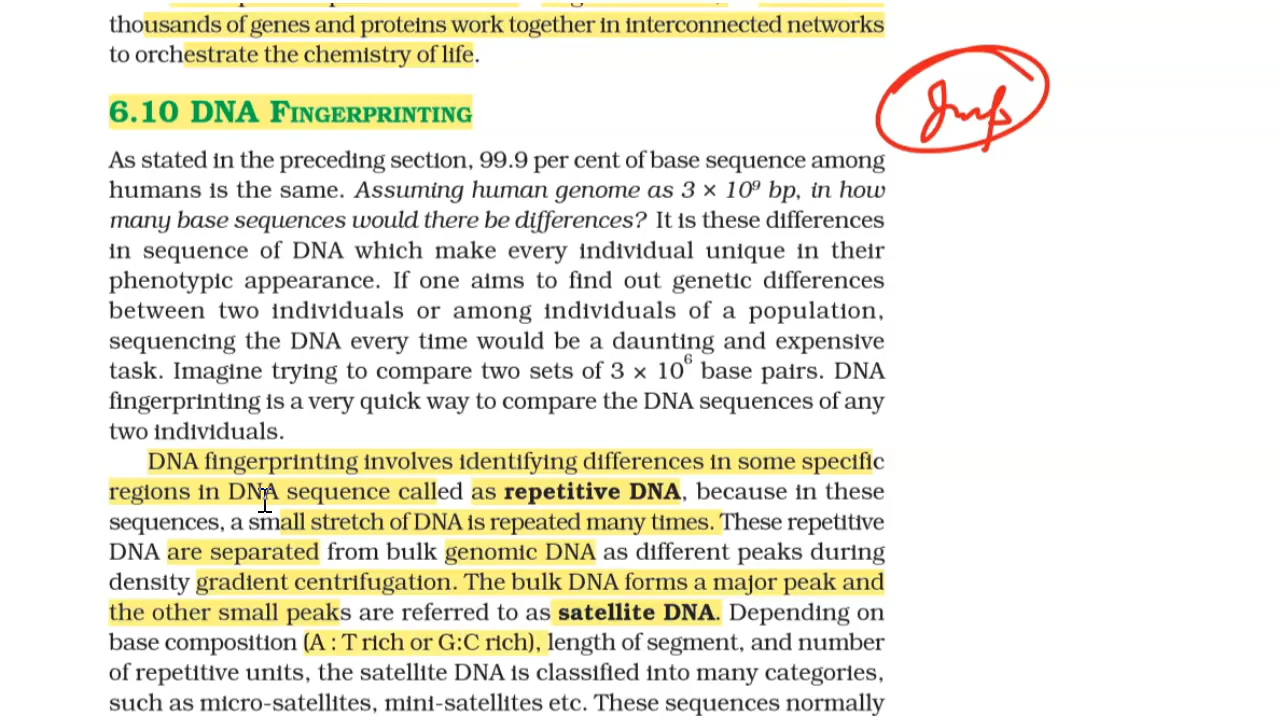 thousands of genes and proteins work together in interconnected networks
to orchestrate the chemistry of life.
6.10 DNA FINGERPRINTING
Imp
As stated in the preceding section, 99.9 per cent of base sequence among
humans is the same. Assuming human genome as 3 × 10⁹ bp, in how
many base sequences would there be differences? It is these differences
in sequence of DNA which make every individual unique in their
phenotypic appearance. If one aims to find out genetic differences
between two individuals or among individuals of a population,
sequencing the DNA every time would be a daunting and expensive
task. Imagine trying to compare two sets of 3 × 10⁶ base pairs. DNA
fingerprinting is a very quick way to compare the DNA sequences of any
two individuals.
DNA fingerprinting involves identifying differences in some specific
regions in DNA sequence called as repetitive DNA, because in these
sequences, a small stretch of DNA is repeated many times. These repetitive
DNA are separated from bulk genomic DNA as different peaks during
density gradient centrifugation. The bulk DNA forms a major peak and
the other small peaks are referred to as satellite DNA. Depending on
base composition (A : T rich or G:C rich), length of segment, and number
of repetitive units, the satellite DNA is classified into many categories,
such as micro-satellites, mini-satellites etc. These sequences normally